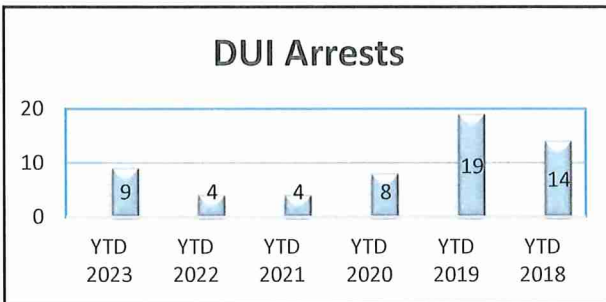 DUI Arrests
20
10
0
9 4 4 8 19 14
YTD YTD YTD YTD YTD YTD
2023 2022 2021 2020 2019 2018